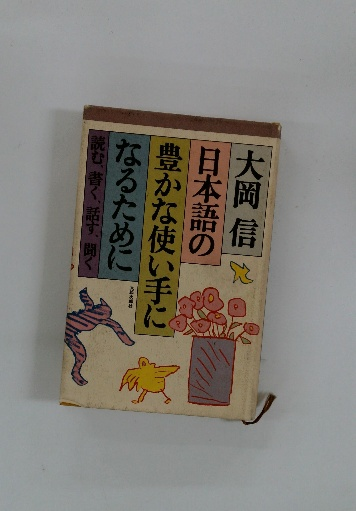 大岡 信
日本語の
豊かな使い手に
なるために
読む、書く、話す、聞く